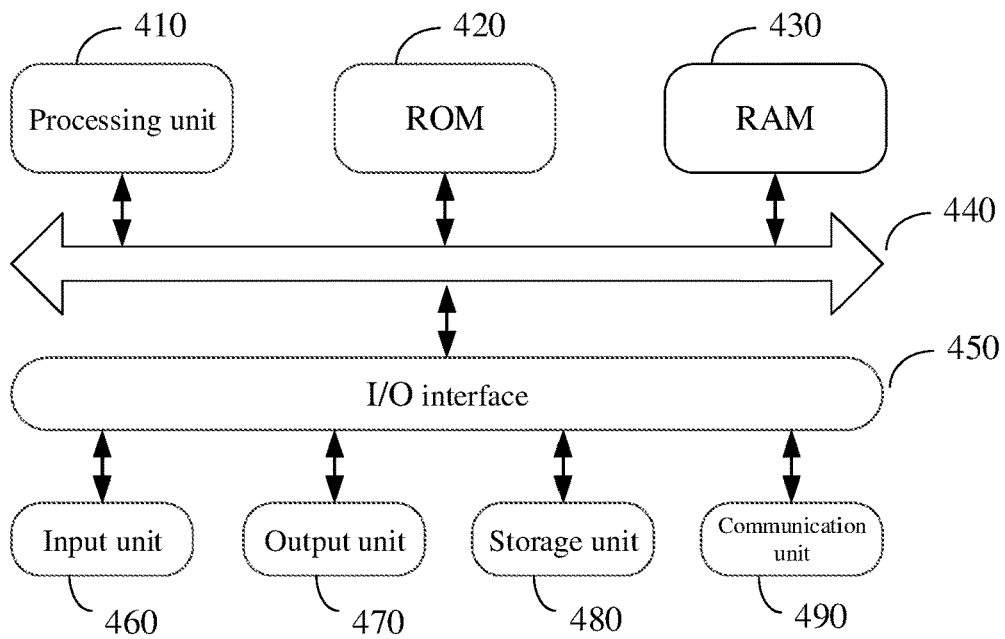 410
420
430
Processing unit
ROM
RAM
440
450
I/O interface
Input unit
Output unit
Storage unit
Communication
unit
460
470
480
490